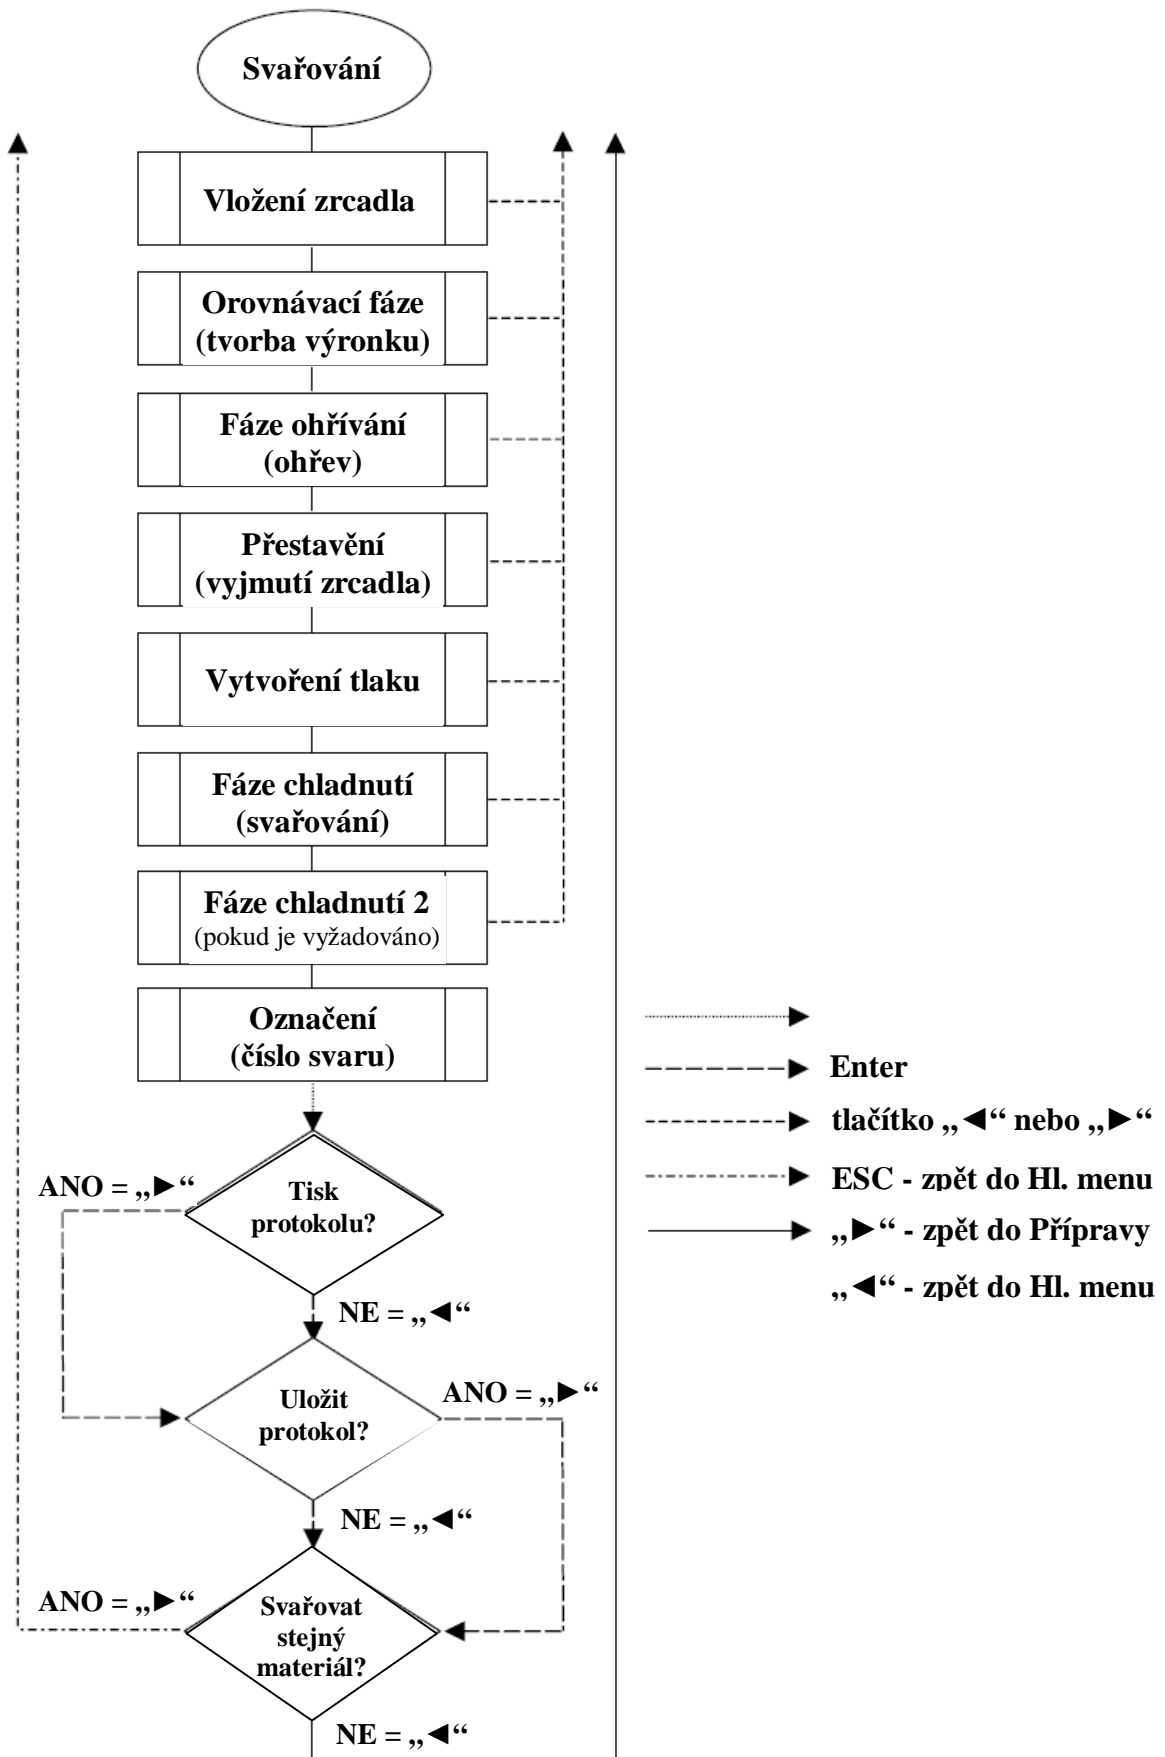 Svařování
Vložení zrcadla
Orovnávací fáze
(tvorba výronku)
Fáze ohřívání
(ohřev)
Přestavění
(vyjmutí zrcadla)
Vytvoření tlaku
Fáze chladnutí
(svařování)
Fáze chladnutí 2
(pokud je vyžadováno)
Označení
(číslo svaru)
Enter
tlačítko „◄“ nebo „►“
ESC - zpět do Hl. menu
„►“ - zpět do Přípravy
„◄“ - zpět do Hl. menu
ANO = „►“
Tisk
protokolu?
NE = „◄“
Uložit
protokol?
ANO = „►“
NE = „◄“
ANO = „►“
Svařovat
stejný
materiál?
NE = „◄“